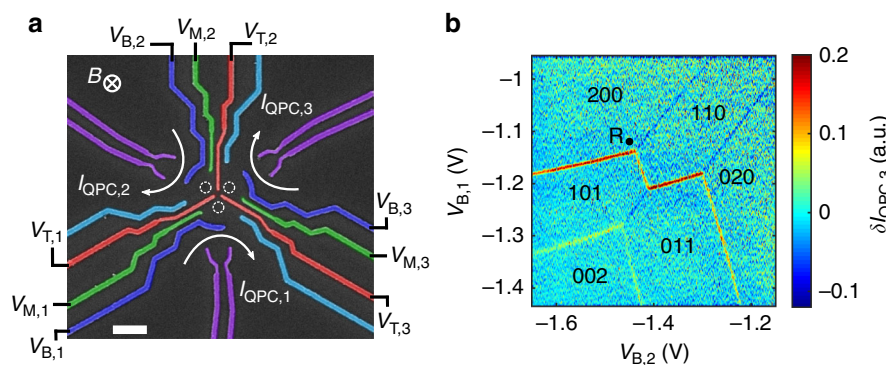 a
V_B,2
V_M,2
V_T,2
B
I_QPC,3
I_QPC,2
V_T,1
V_B,3
V_M,3
V_M,1
I_QPC,1
V_T,3
V_B,1
b
200
110
R
101
020
011
002
−1
−1.1
−1.2
−1.3
−1.4
V_B,1 (V)
−1.6
−1.4
−1.2
V_B,2 (V)
0.2
0.1
0
−0.1
δI_QPC,3 (a.u.)